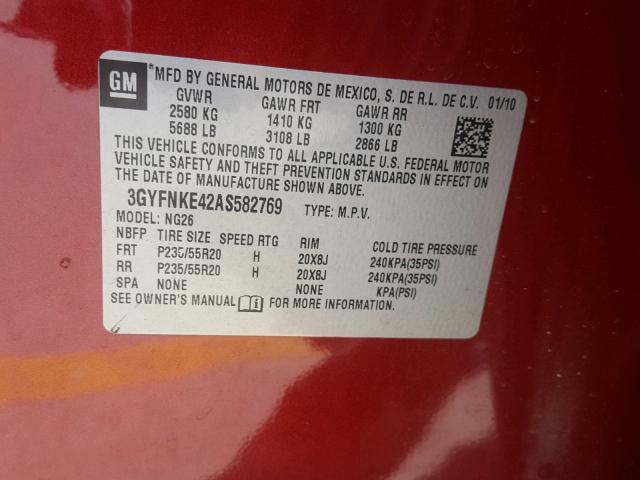 GM
*MFD BY GENERAL MOTORS DE MEXICO, S. DE R.L. DE C.V. 01/10
GVWR GAWR FRT GAWR RR
2580 KG 1410 KG 1300 KG
5688 LB 3108 LB 2866 LB
THIS VEHICLE CONFORMS TO ALL APPLICABLE U.S. FEDERAL MOTOR
VEHICLE SAFETY AND THEFT PREVENTION STANDARDS IN EFFECT ON
THE DATE OF MANUFACTURE SHOWN ABOVE.
3GYFNKE42AS582769 TYPE: M.P.V.
MODEL: NG26
NBFP TIRE SIZE SPEED RTG RIM COLD TIRE PRESSURE
FRT P235/55R20 H 20X8J 240KPA(35PSI)
RR P235/55R20 H 20X8J 240KPA(35PSI)
SPA NONE NONE KPA(PSI)
SEE OWNER'S MANUAL FOR MORE INFORMATION.